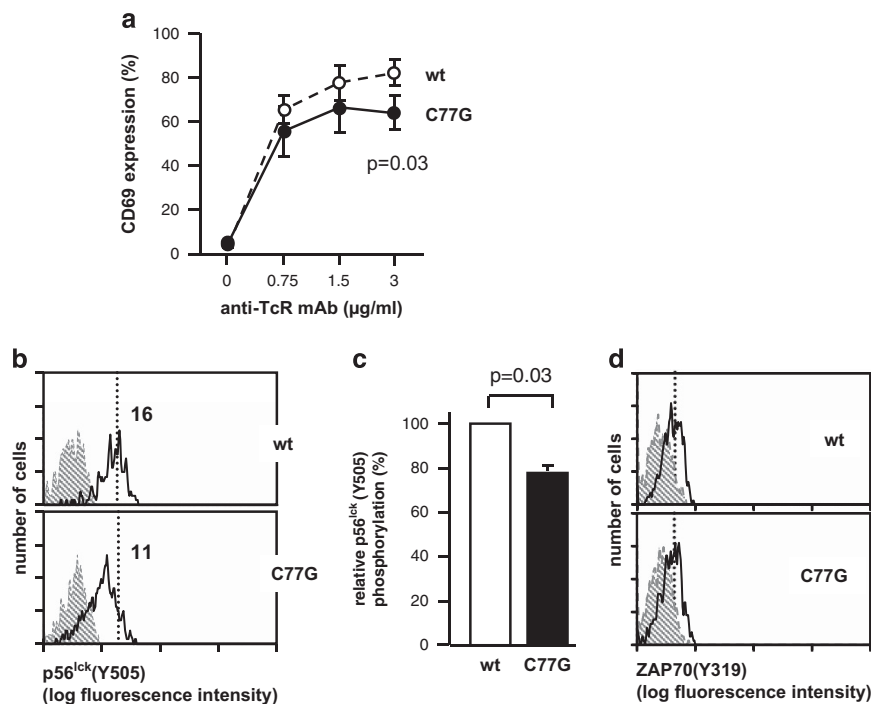 a
100
80
60
40
20
0
CD69 expression (%)
wt
C77G
p=0.03
0 0.75 1.5 3
anti-TcR mAb (µg/ml)
b
number of cells
16
wt
11
C77G
p56lck(Y505)
(log fluorescence intensity)
c
p=0.03
100
80
60
40
20
0
relative p56lck(Y505)
phosphorylation (%)
wt C77G
d
number of cells
wt
C77G
ZAP70(Y319)
(log fluorescence intensity)